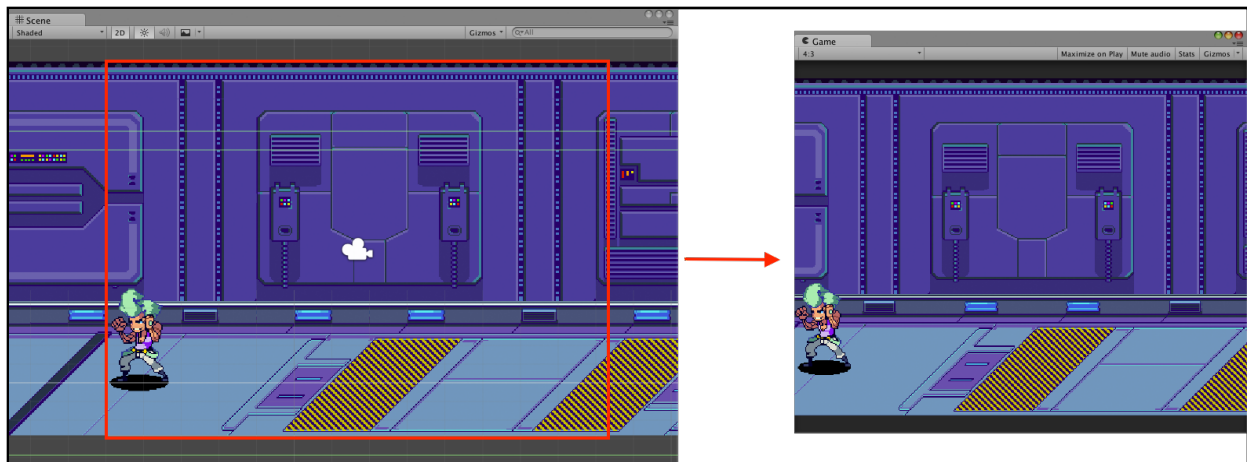 Scene
Shaded 2D Gizmos All
Game
4:3 Maximize on Play Mute audio Stats Gizmos